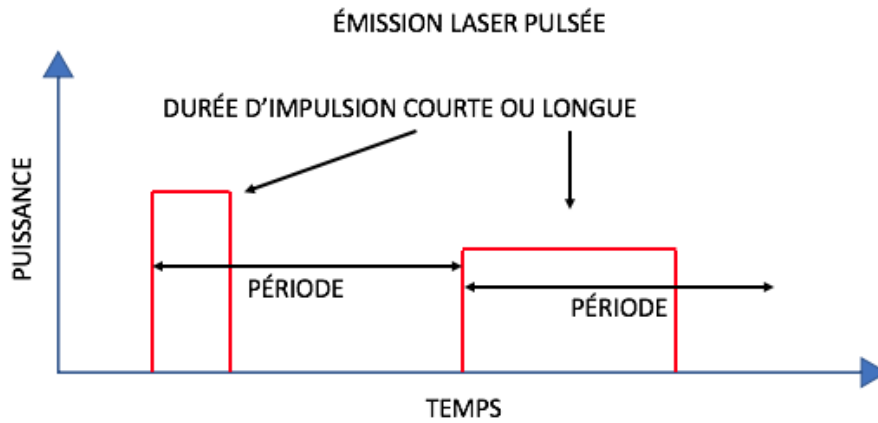 ÉMISSION LASER PULSÉE
DURÉE D'IMPULSION COURTE OU LONGUE
PUISSANCE
PÉRIODE
PÉRIODE
TEMPS